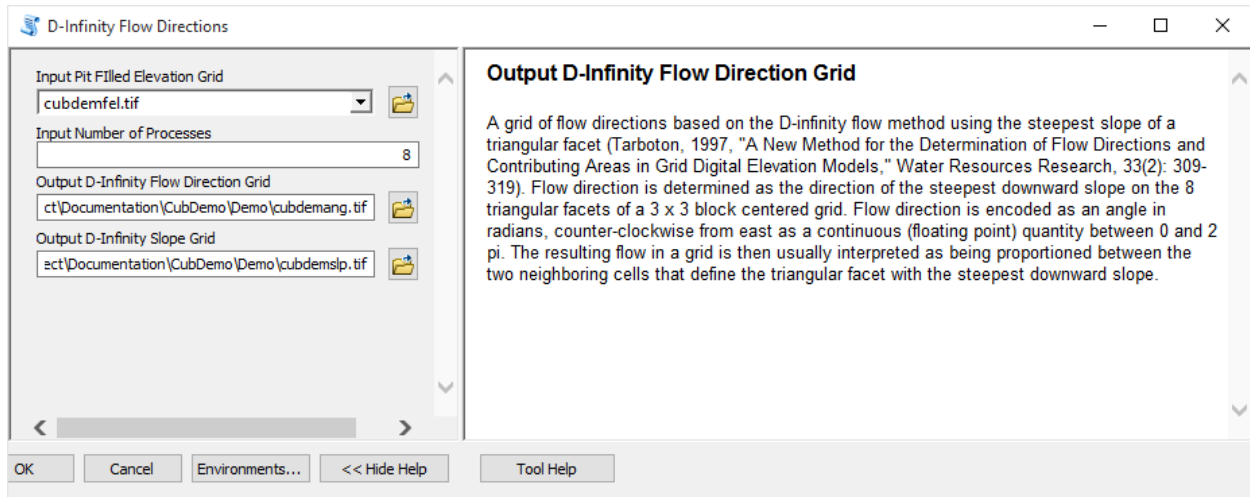 D-Infinity Flow Directions
Input Pit FIlled Elevation Grid
cubdemfel.tif
Input Number of Processes
8
Output D-Infinity Flow Direction Grid
ct\Documentation\CubDemo\Demo\cubdemang.tif
Output D-Infinity Slope Grid
ect\Documentation\CubDemo\Demo\cubdemslp.tif
Output D-Infinity Flow Direction Grid
A grid of flow directions based on the D-infinity flow method using the steepest slope of a
triangular facet (Tarboton, 1997, "A New Method for the Determination of Flow Directions and
Contributing Areas in Grid Digital Elevation Models," Water Resources Research, 33(2): 309-
319). Flow direction is determined as the direction of the steepest downward slope on the 8
triangular facets of a 3 x 3 block centered grid. Flow direction is encoded as an angle in
radians, counter-clockwise from east as a continuous (floating point) quantity between 0 and 2
pi. The resulting flow in a grid is then usually interpreted as being proportioned between the
two neighboring cells that define the triangular facet with the steepest downward slope.
OK Cancel Environments... << Hide Help Tool Help